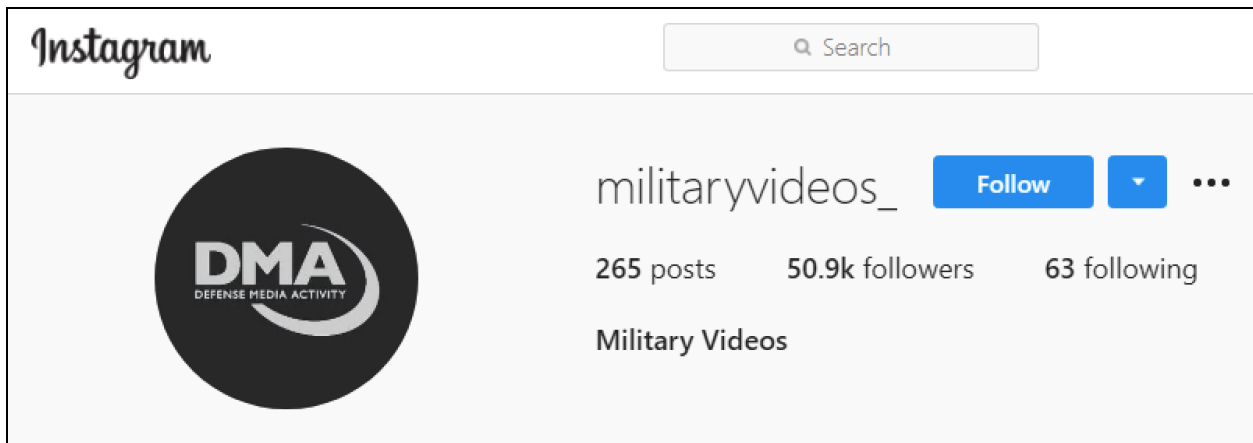 Instagram
Search
militaryvideos_ Follow
265 posts 50.9k followers 63 following
DMA
DEFENSE MEDIA ACTIVITY
Military Videos